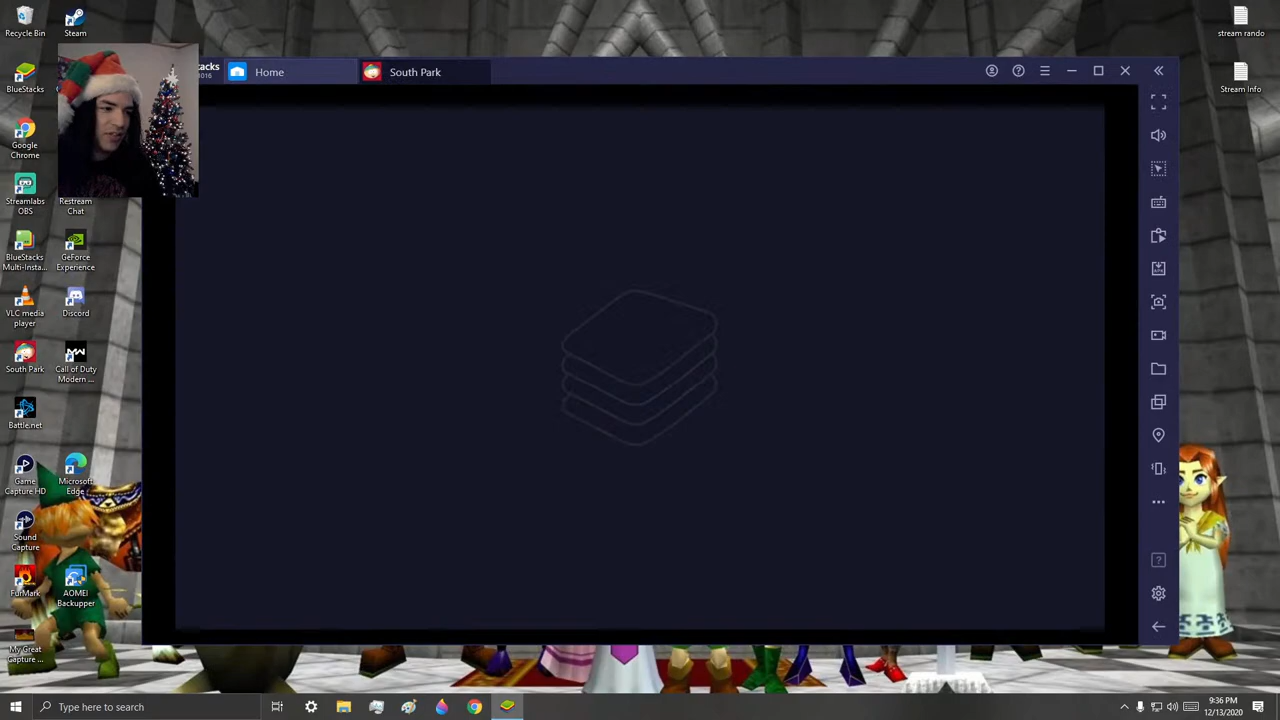 Recycle Bin
Steam
stacks
1016
Home
South Park
stream rando
BlueStacks
Stream Info
Google
Chrome
Streamlabs
OBS
Restream
Chat
BlueStacks
Multi-Insta...
GeForce
Experience
VLC media
player
Discord
South Park
Call of Duty
Modern ...
Battle.net
Game
Capture HD
Microsoft
Edge
Sound
Capture
FurMark
AOMEI
Backupper
My Great
Capture ...
Type here to search
9:36 PM
12/13/2020